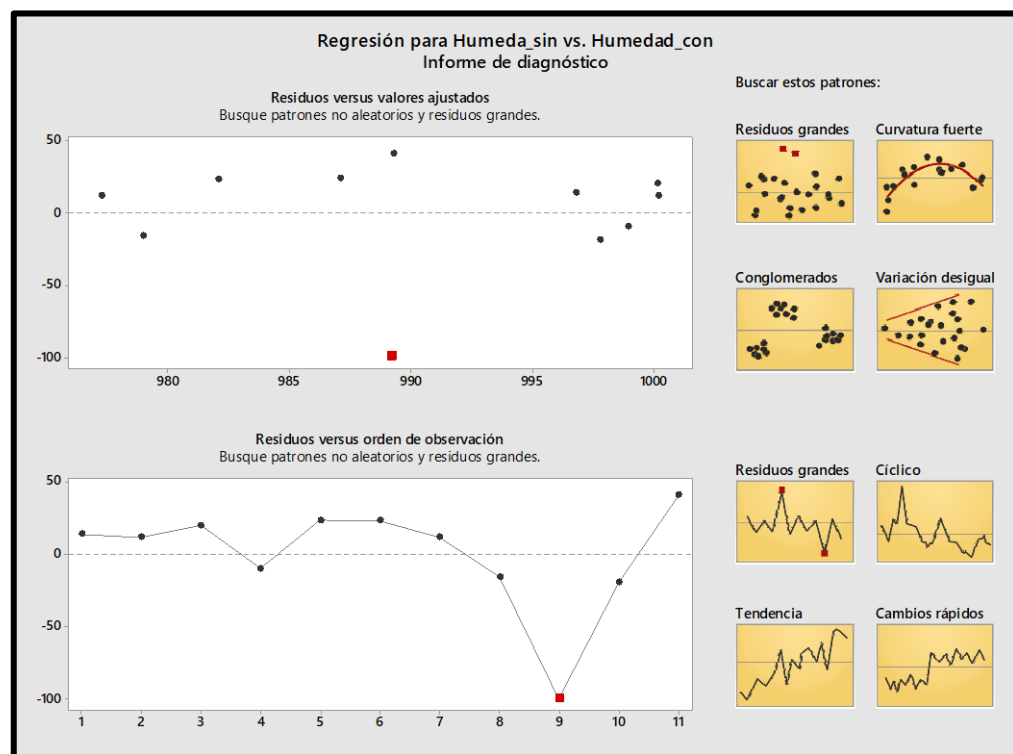 Regresión para Humeda_sin vs. Humedad_con
Informe de diagnóstico
Residuos versus valores ajustados
Busque patrones no aleatorios y residuos grandes.
50
0
-50
-100
980
985
990
995
1000
Residuos versus orden de observación
Busque patrones no aleatorios y residuos grandes.
50
0
-50
-100
1
2
3
4
5
6
7
8
9
10
11
Buscar estos patrones:
Residuos grandes
Curvatura fuerte
Conglomerados
Variación desigual
Residuos grandes
Cíclico
Tendencia
Cambios rápidos